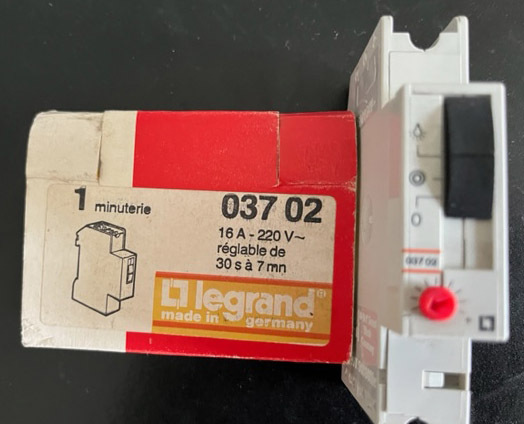 1 minuterie
037 02
16 A - 220 V~
réglable de
30 s à 7 mn
legrand®
made in germany
037 02